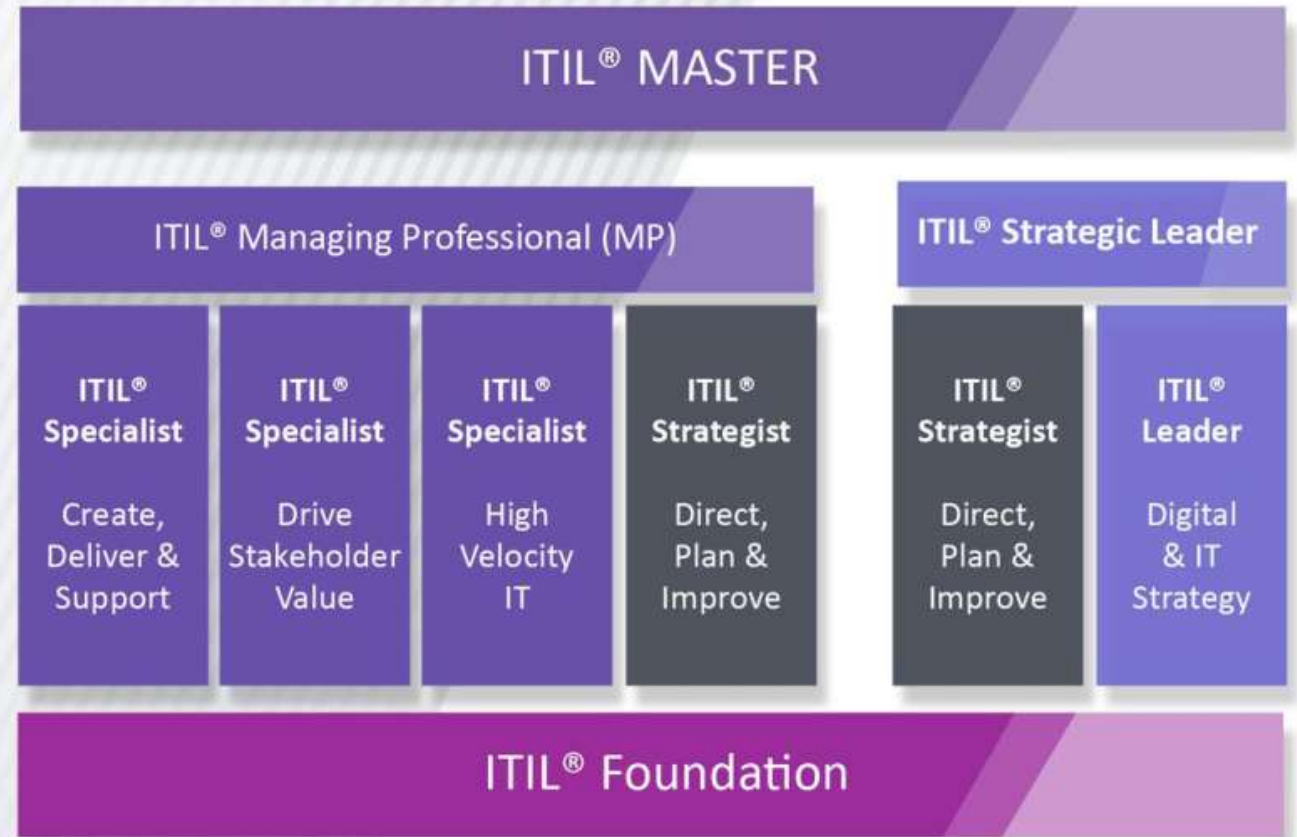 ITIL® MASTER
ITIL® Managing Professional (MP)
ITIL® Strategic Leader
ITIL®
Specialist
Create,
Deliver &
Support
ITIL®
Specialist
Drive
Stakeholder
Value
ITIL®
Specialist
High
Velocity
IT
ITIL®
Strategist
Direct,
Plan &
Improve
ITIL®
Strategist
Direct,
Plan &
Improve
ITIL®
Leader
Digital
& IT
Strategy
ITIL® Foundation